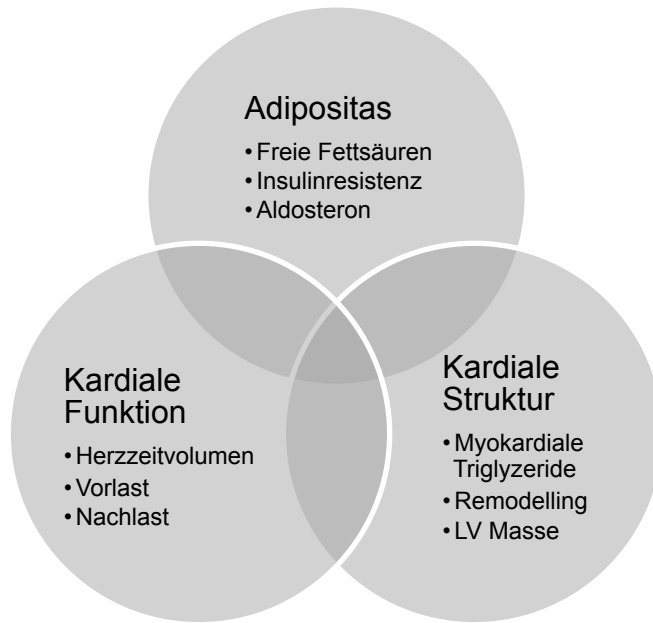 Adipositas
• Freie Fettsäuren
• Insulinresistenz
• Aldosteron
Kardiale
Funktion
• Herzzeitvolumen
• Vorlast
• Nachlast
Kardiale
Struktur
• Myokardiale
Triglyzeride
• Remodelling
• LV Masse